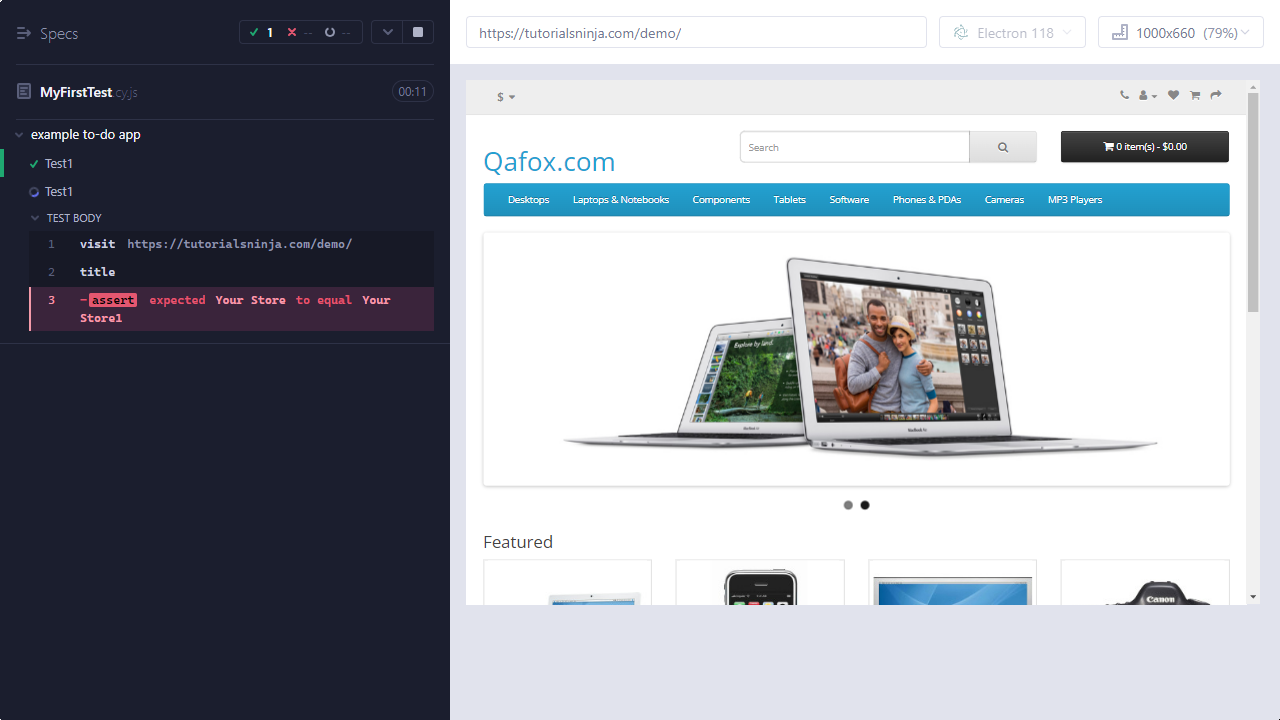 Specs
1 -- --
MyFirstTest.cy.js
00:11
example to-do app
Test1
Test1
TEST BODY
1 visit https://tutorialsninja.com/demo/
2 title
3 -assert expected Your Store to equal Your
Store1
https://tutorialsninja.com/demo/
Electron 118
1000x660 (79%)
$
Qafox.com
Search
0 item(s) - $0.00
Desktops Laptops & Notebooks Components Tablets Software Phones & PDAs Cameras MP3 Players
Explore by land.
MacBook Air
MacBook Air
Featured
Canon